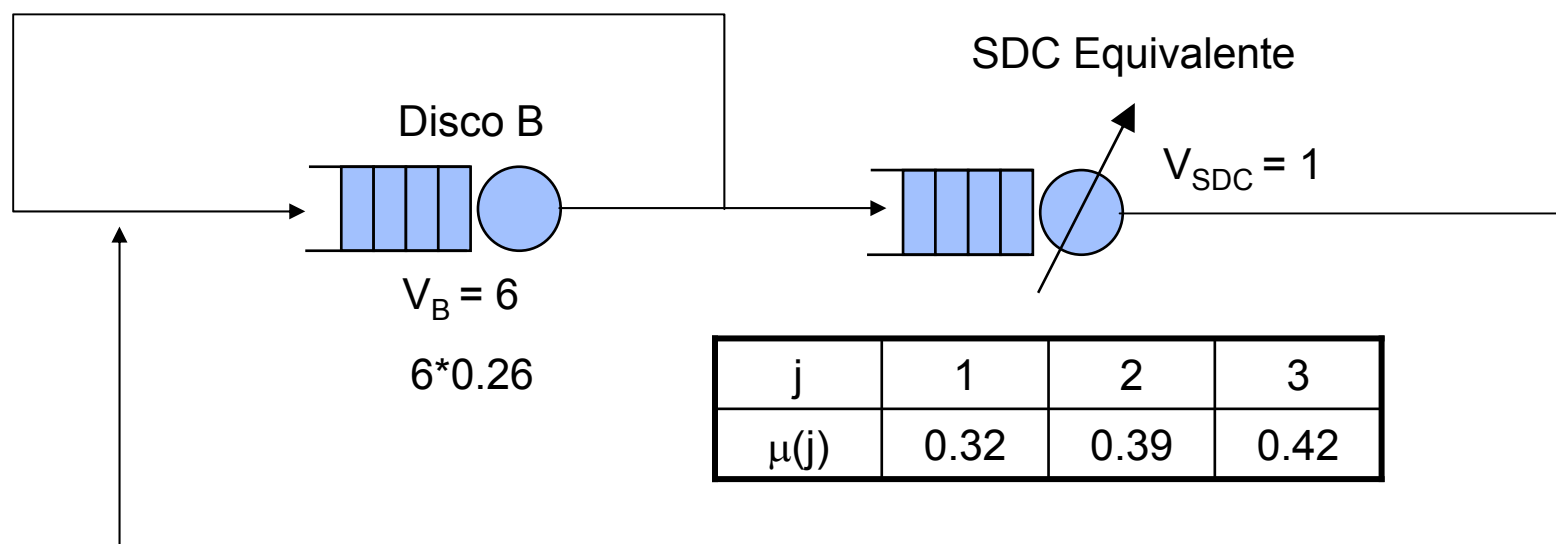 SDC Equivalente
Disco B
V_SDC = 1
V_B = 6
6*0.26
j 1 2 3
μ(j) 0.32 0.39 0.42